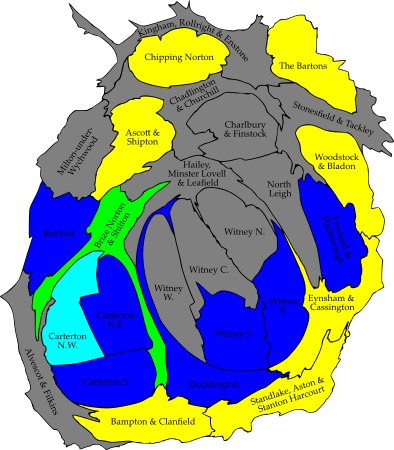 Kingham, Rollright & Enstone
Chipping Norton
The Bartons
Chadlington
& Churchill
Stonesfield & Tackley
Charlbury
& Finstock
Ascott &
Shipton
Milton-under-
Wychwood
Woodstock
& Bladon
Hailey,
Minster Lovell
& Leafield
North
Leigh
Burford
Brize Norton
& Shilton
Witney N.
Freeland &
Hanborough
Witney C.
Witney
W.
Eynsham &
Cassington
Witney
E.
Carterton
N.E.
Carterton
N.W.
Witney S.
Alvescot & Filkins
Carterton S.
Ducklington
Standlake, Aston &
Stanton Harcourt
Bampton & Clanfield